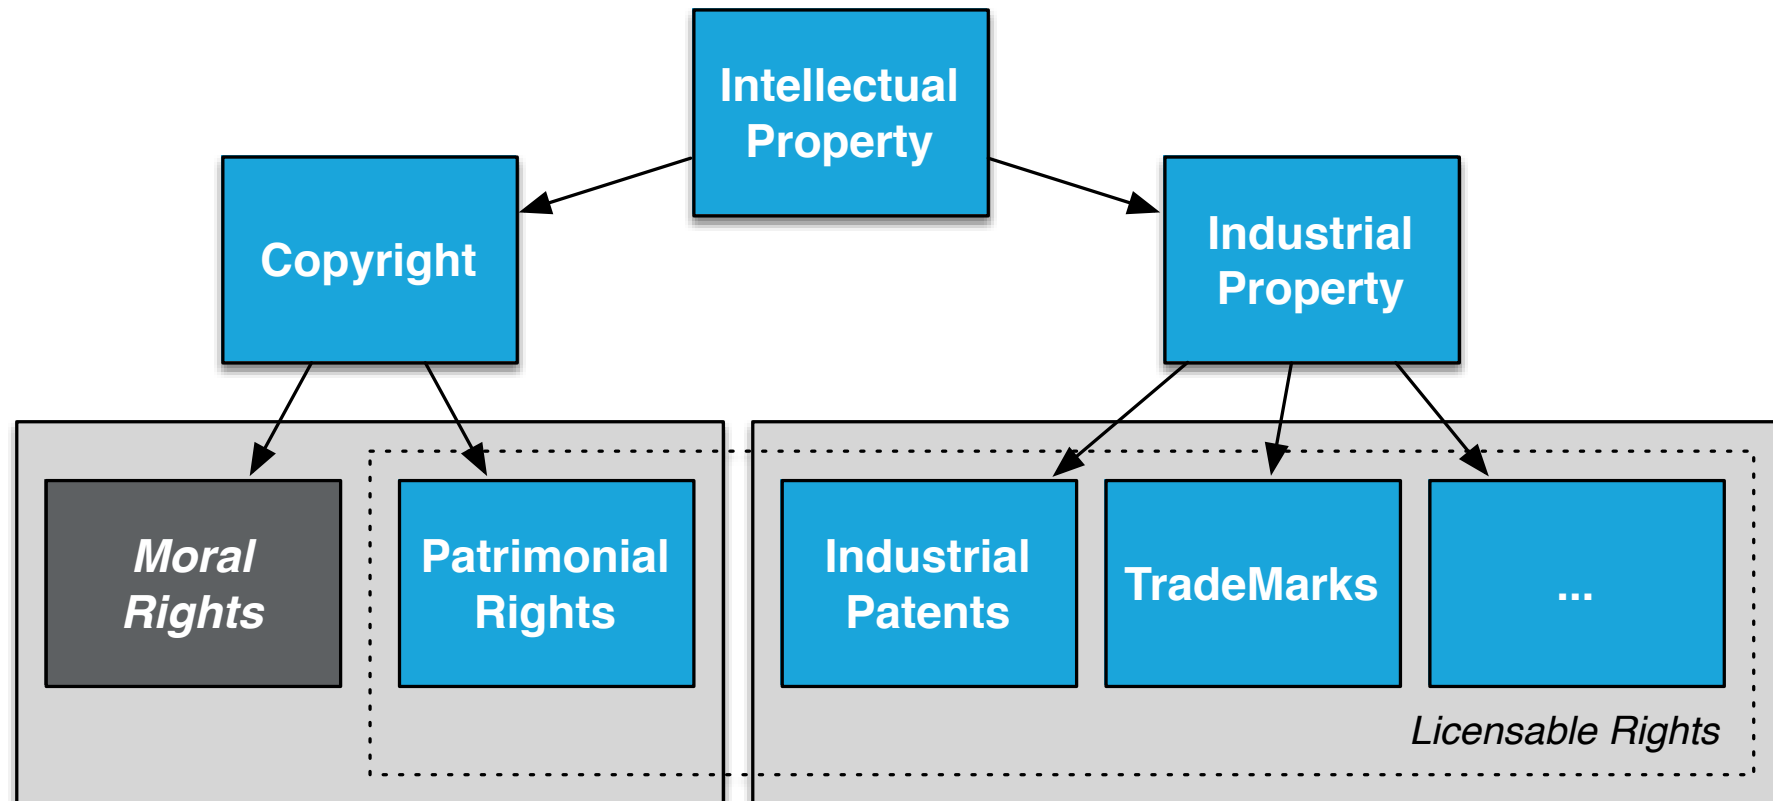 Intellectual
Property
Copyright
Industrial
Property
Moral
Rights
Patrimonial
Rights
Industrial
Patents
TradeMarks
...
Licensable Rights